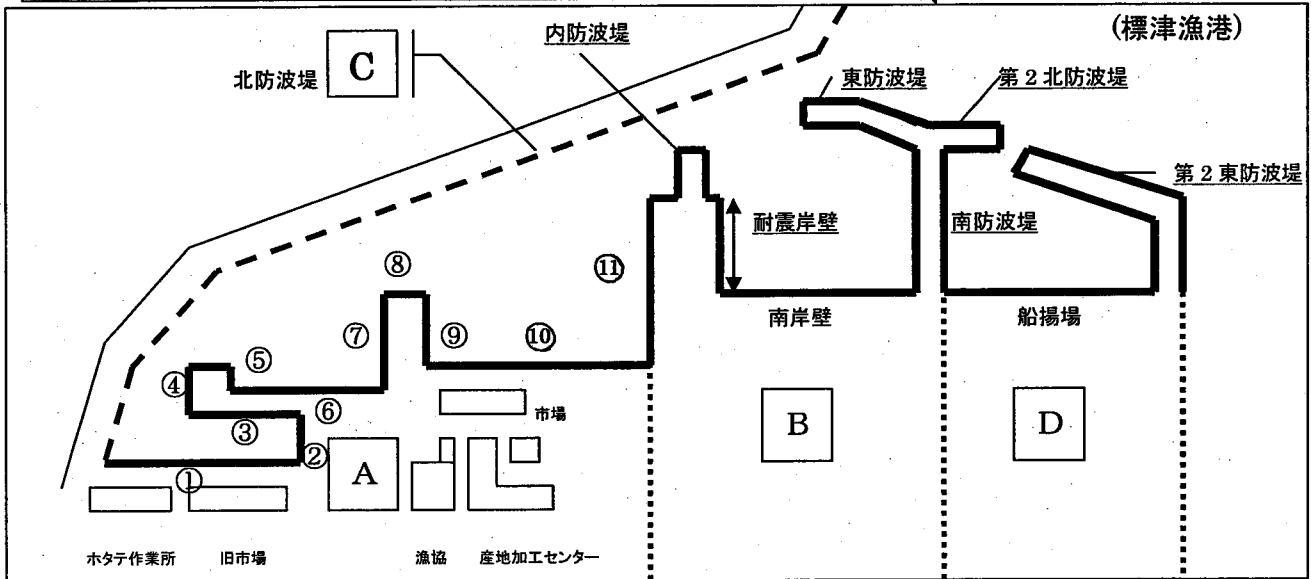 (標津漁港)
内防波堤
C
北防波堤
東防波堤
第2北防波堤
第2東防波堤
耐震岸壁
南防波堤
⑧
⑪
南岸壁
船揚場
⑦
⑨
⑩
⑤
④
⑥
市場
③
B
D
②
A
①
ホタテ作業所
旧市場
漁協
産地加工センター